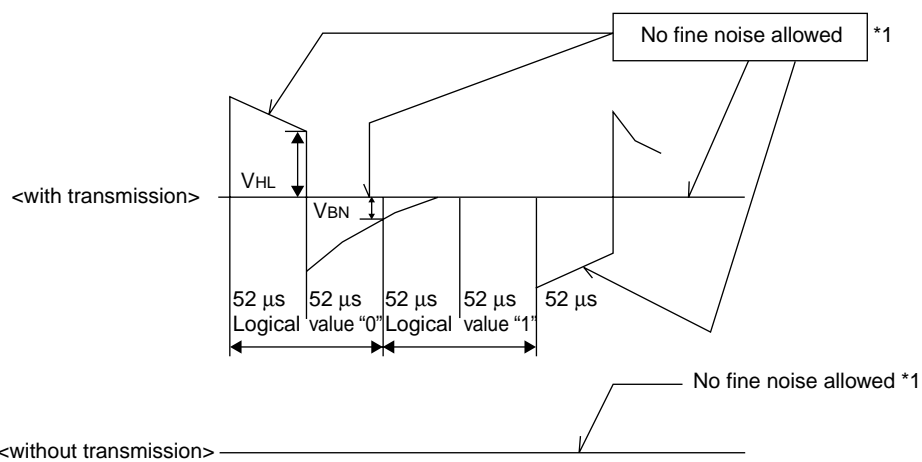 No fine noise allowed *1
VHL
<with transmission>
VBN
52 µs 52 µs 52 µs 52 µs 52 µs
Logical value “0” Logical value “1”
No fine noise allowed *1
<without transmission>